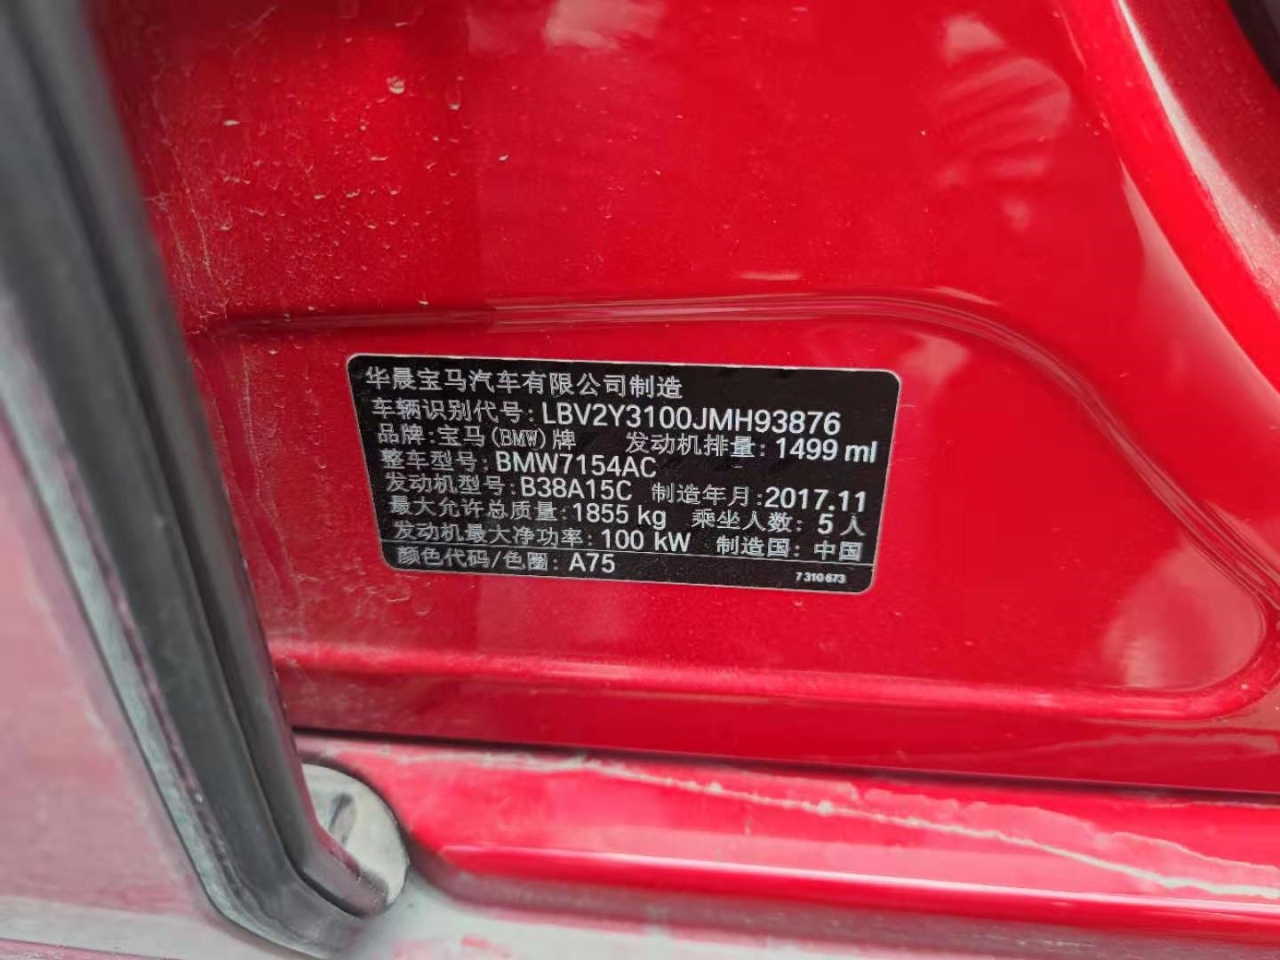 华晨宝马汽车有限公司制造
车辆识别代号: LBV2Y3100JMH93876
品牌: 宝马(BMW)牌 发动机排量: 1499 ml
整车型号: BMW7154AC
发动机型号: B38A15C 制造年月: 2017.11
最大允许总质量: 1855 kg 乘坐人数: 5人
发动机最大净功率: 100 kW 制造国: 中国
颜色代码/色圈: A75
7310673